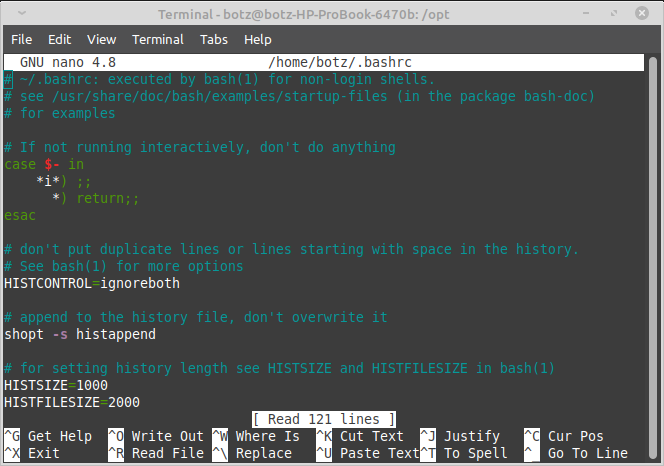 Terminal - botz@botz-HP-ProBook-6470b: /opt
File Edit View Terminal Tabs Help
GNU nano 4.8 /home/botz/.bashrc
# ~/.bashrc: executed by bash(1) for non-login shells.
# see /usr/share/doc/bash/examples/startup-files (in the package bash-doc)
# for examples
# If not running interactively, don't do anything
case $- in
*i*) ;;
*) return;;
esac
# don't put duplicate lines or lines starting with space in the history.
# See bash(1) for more options
HISTCONTROL=ignoreboth
# append to the history file, don't overwrite it
shopt -s histappend
# for setting history length see HISTSIZE and HISTFILESIZE in bash(1)
HISTSIZE=1000
HISTFILESIZE=2000
[ Read 121 lines ]
^G Get Help ^O Write Out ^W Where Is ^K Cut Text ^J Justify ^C Cur Pos
^X Exit ^R Read File ^\ Replace ^U Paste Text ^T To Spell ^_ Go To Line